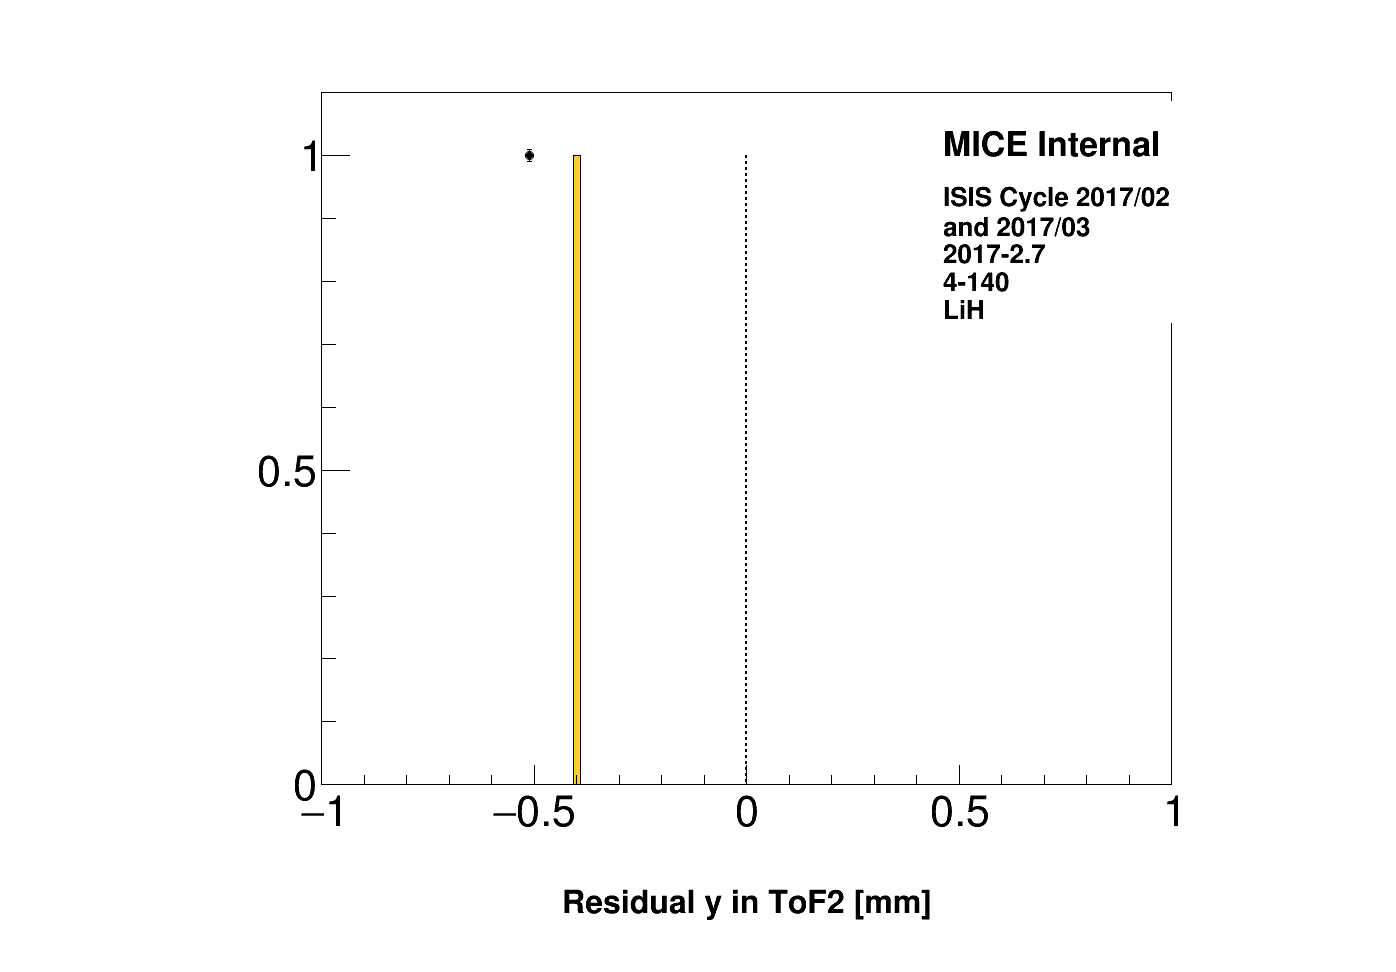 MICE Internal
ISIS Cycle 2017/02
and 2017/03
2017-2.7
4-140
LiH
1
0.5
0
−1 −0.5 0 0.5 1
Residual y in ToF2 [mm]